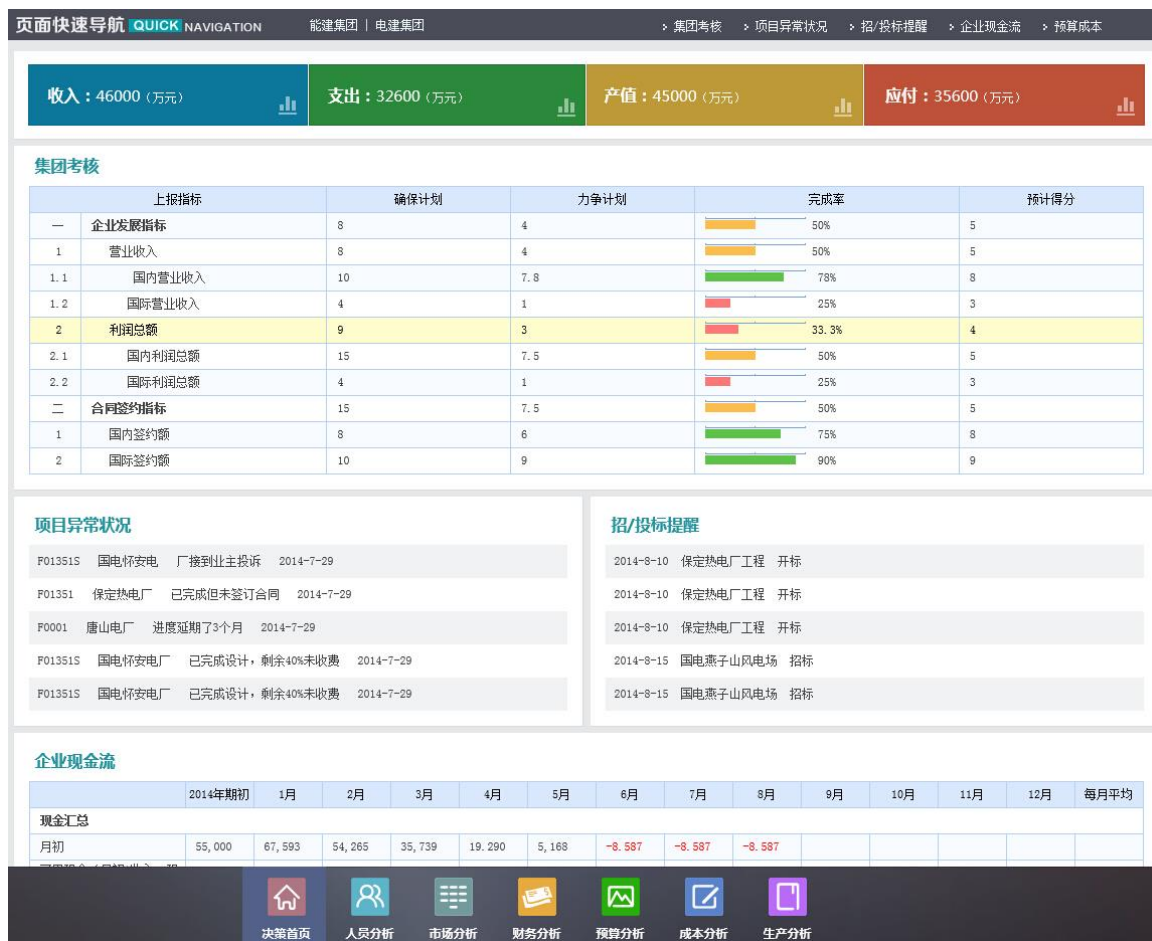 页面快速导航 QUICK NAVIGATION 能建集团 | 电建集团 > 集团考核 > 项目异常状况 > 招/投标提醒 > 企业现金流 > 预算成本
收入：46000（万元） 支出：32600（万元） 产值：45000（万元） 应付：35600（万元）
集团考核
上报指标 确保计划 力争计划 完成率 预计得分
一 企业发展指标 8 4 50% 5
1 营业收入 8 4 50% 5
1.1 国内营业收入 10 7.8 78% 8
1.2 国际营业收入 4 1 25% 3
2 利润总额 9 3 33.3% 4
2.1 国内利润总额 15 7.5 50% 5
2.2 国际利润总额 4 1 25% 3
二 合同签约指标 15 7.5 50% 5
1 国内签约额 8 6 75% 8
2 国际签约额 10 9 90% 9
项目异常状况
F01351S 国电怀安电 厂接到业主投诉 2014-7-29
F01351 保定热电厂 已完成但未签订合同 2014-7-29
F0001 唐山电厂 进度延期了3个月 2014-7-29
F01351S 国电怀安电厂 已完成设计，剩余40%未收费 2014-7-29
F01351S 国电怀安电厂 已完成设计，剩余40%未收费 2014-7-29
招/投标提醒
2014-8-10 保定热电厂工程 开标
2014-8-10 保定热电厂工程 开标
2014-8-10 保定热电厂工程 开标
2014-8-15 国电燕子山风电场 招标
2014-8-15 国电燕子山风电场 招标
企业现金流
2014年期初 1月 2月 3月 4月 5月 6月 7月 8月 9月 10月 11月 12月 每月平均
现金汇总
月初 55,000 67,593 54,265 35,739 19.290 5,168 -8.587 -8.587 -8.587
决策首页 人员分析 市场分析 财务分析 预算分析 成本分析 生产分析